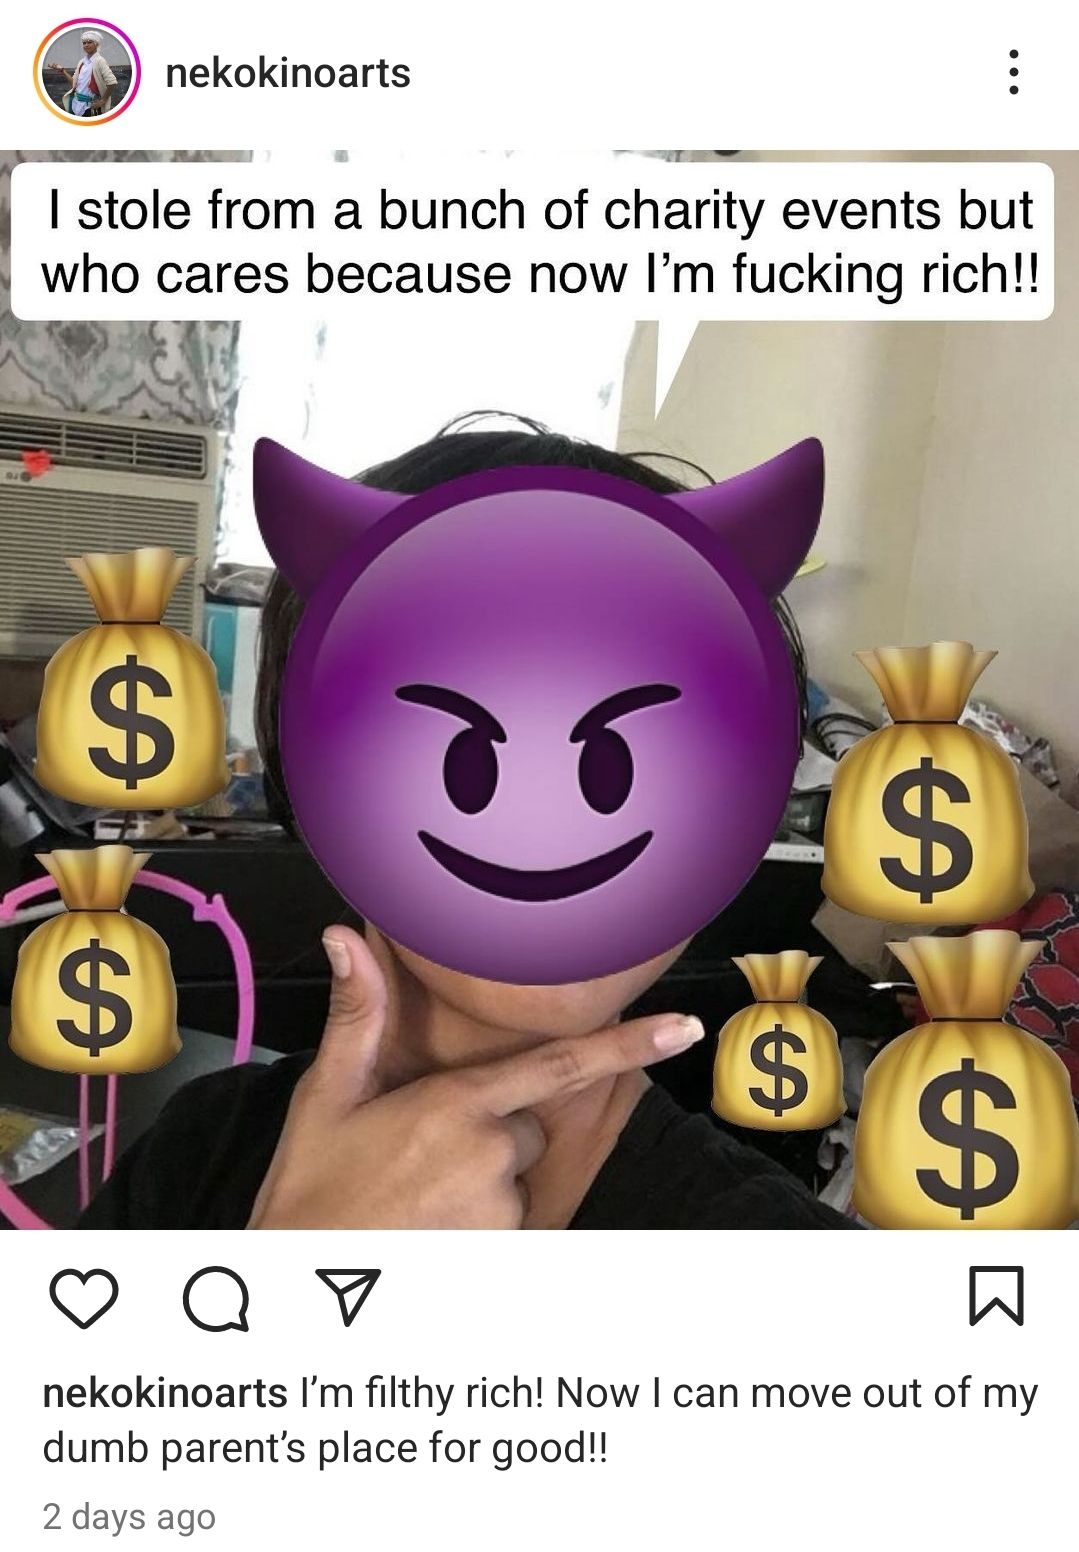 nekokinoarts
I stole from a bunch of charity events but
who cares because now I'm fucking rich!!
$
$
$
$
$
nekokinoarts I'm filthy rich! Now I can move out of my
dumb parent's place for good!!
2 days ago